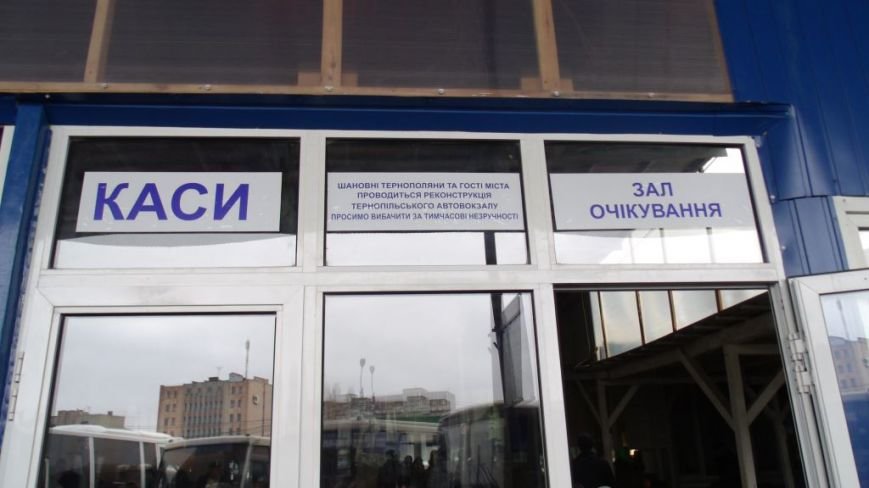 КАСИ
ШАНОВНІ ТЕРНОПОЛЯНИ ТА ГОСТІ МІСТА
ПРОВОДИТЬСЯ РЕКОНСТРУКЦІЯ
ТЕРНОПІЛЬСЬКОГО АВТОВОКЗАЛУ
ПРОСИМО ВИБАЧИТИ ЗА ТИМЧАСОВІ НЕЗРУЧНОСТІ
ЗАЛ
ОЧІКУВАННЯ